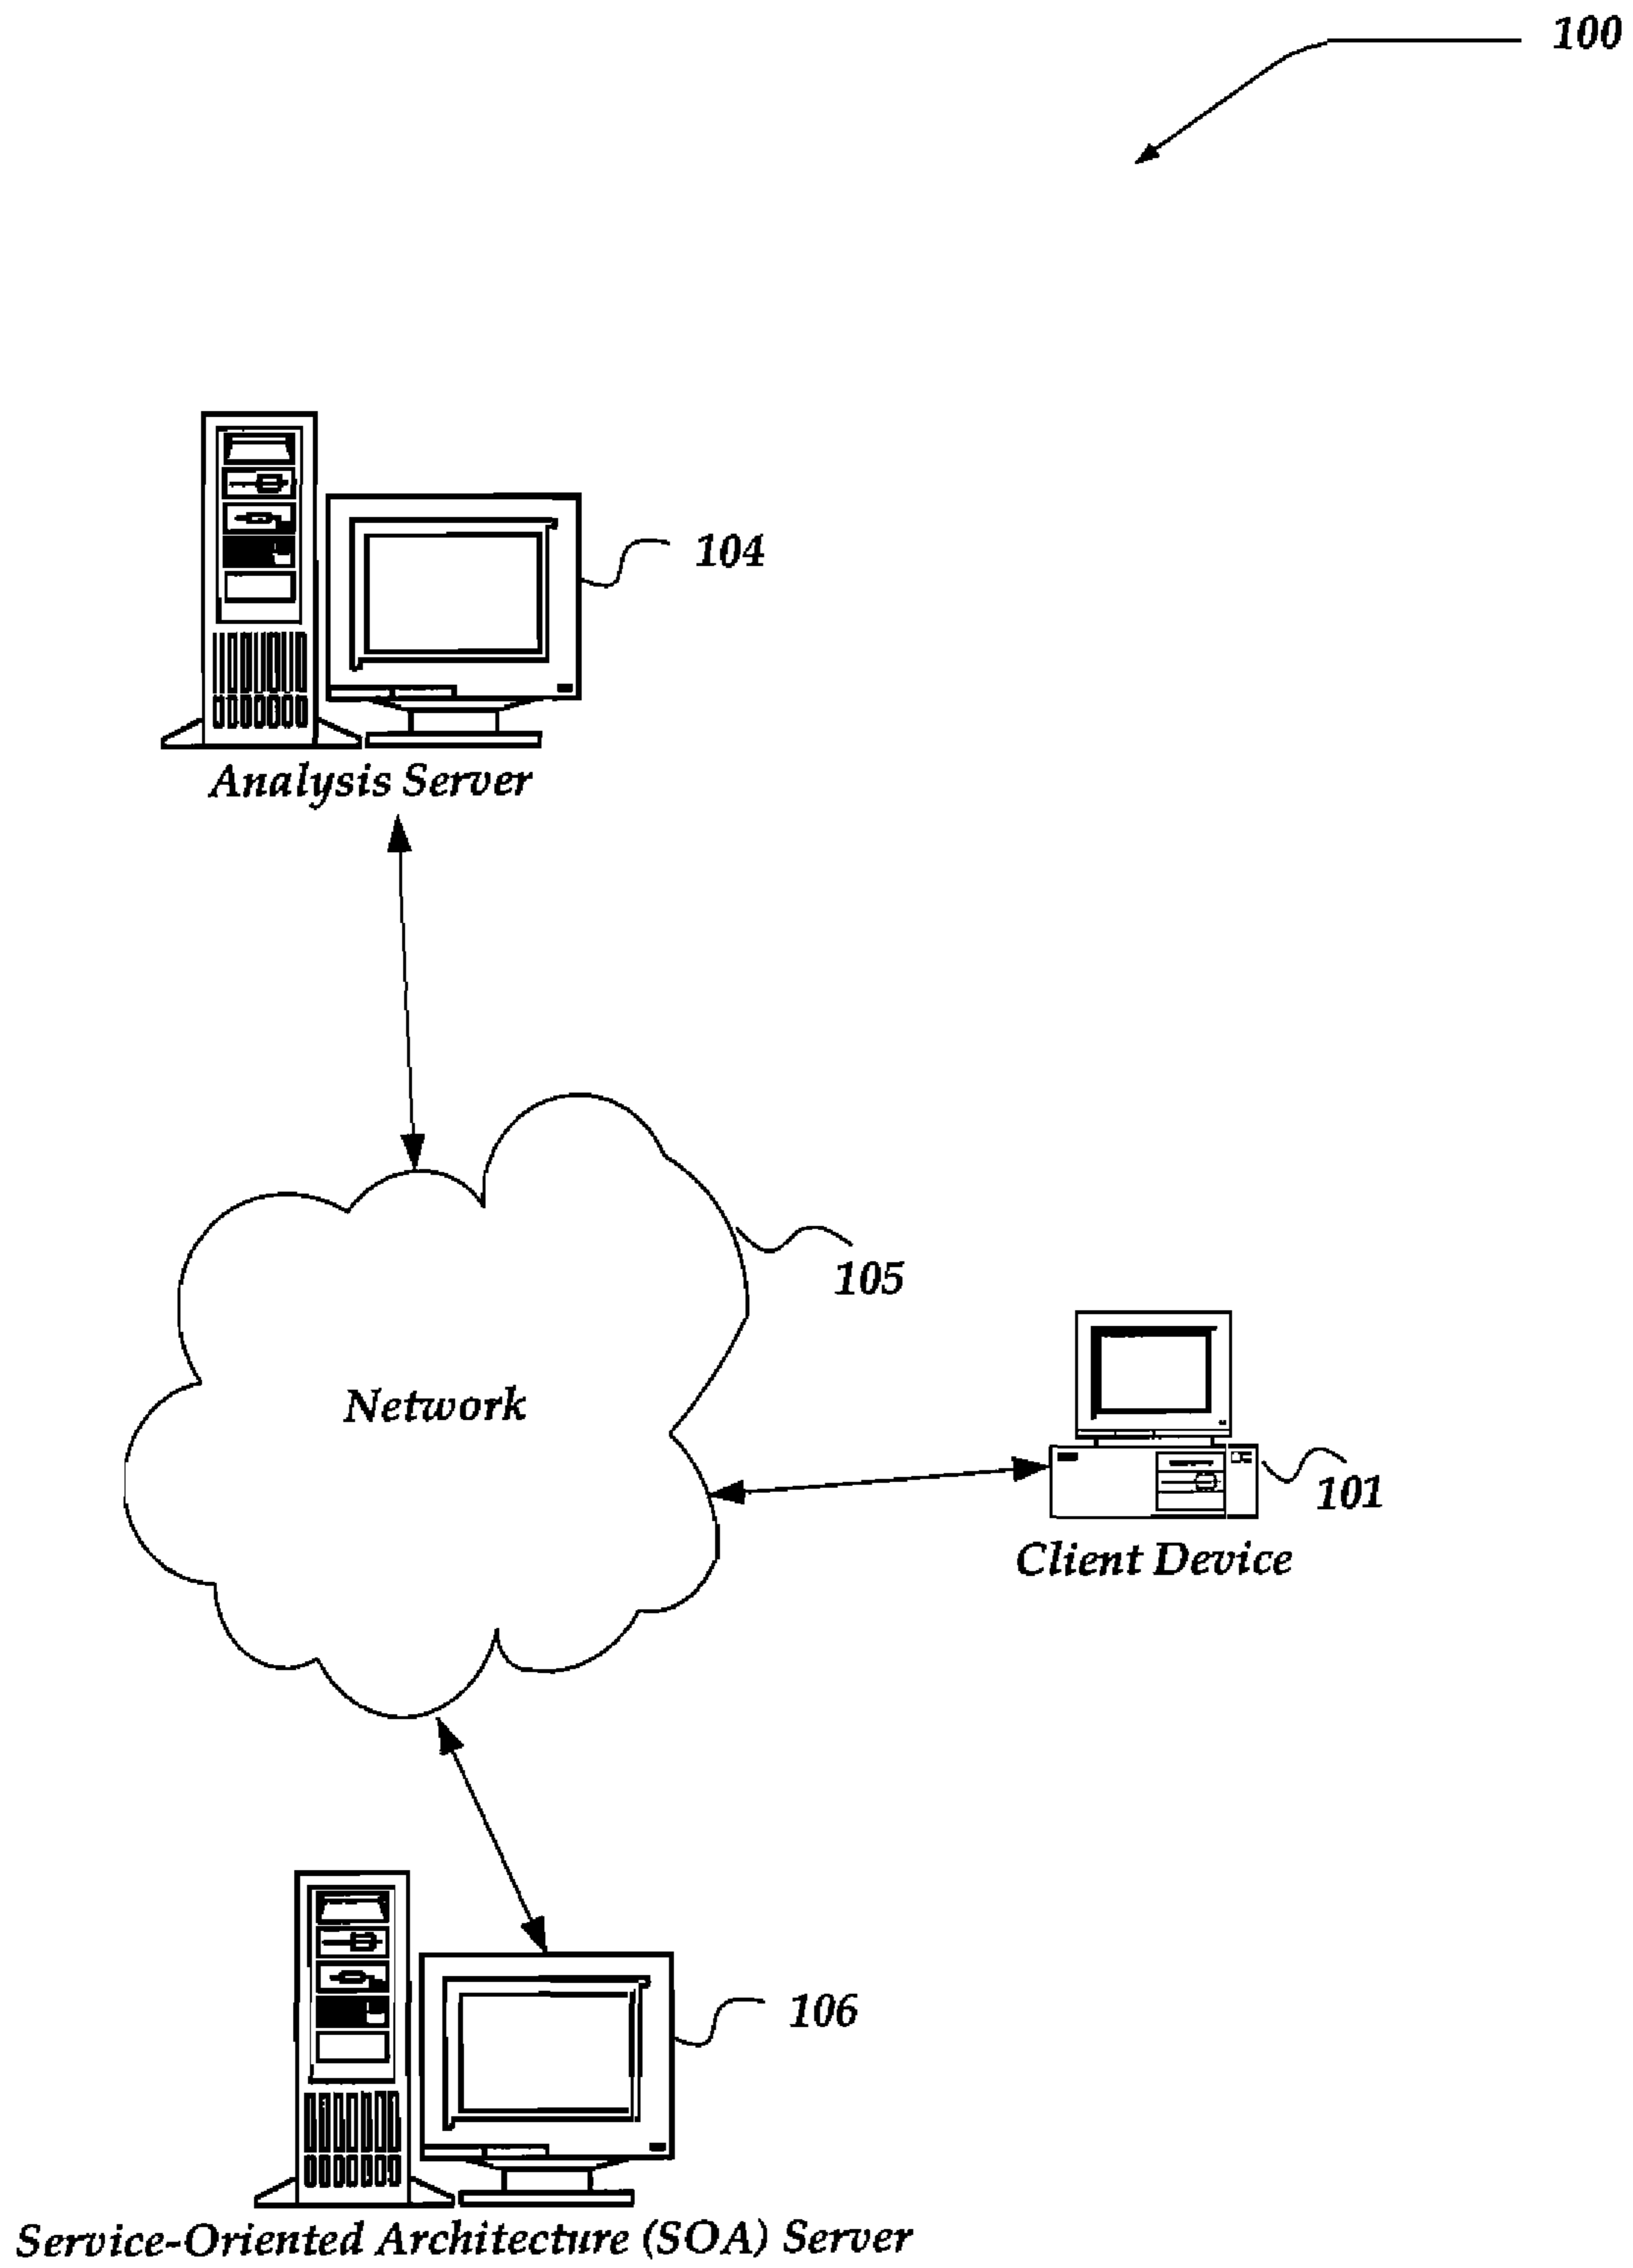 100
104
Analysis Server
105
Network
101
Client Device
106
Service-Oriented Architecture (SOA) Server